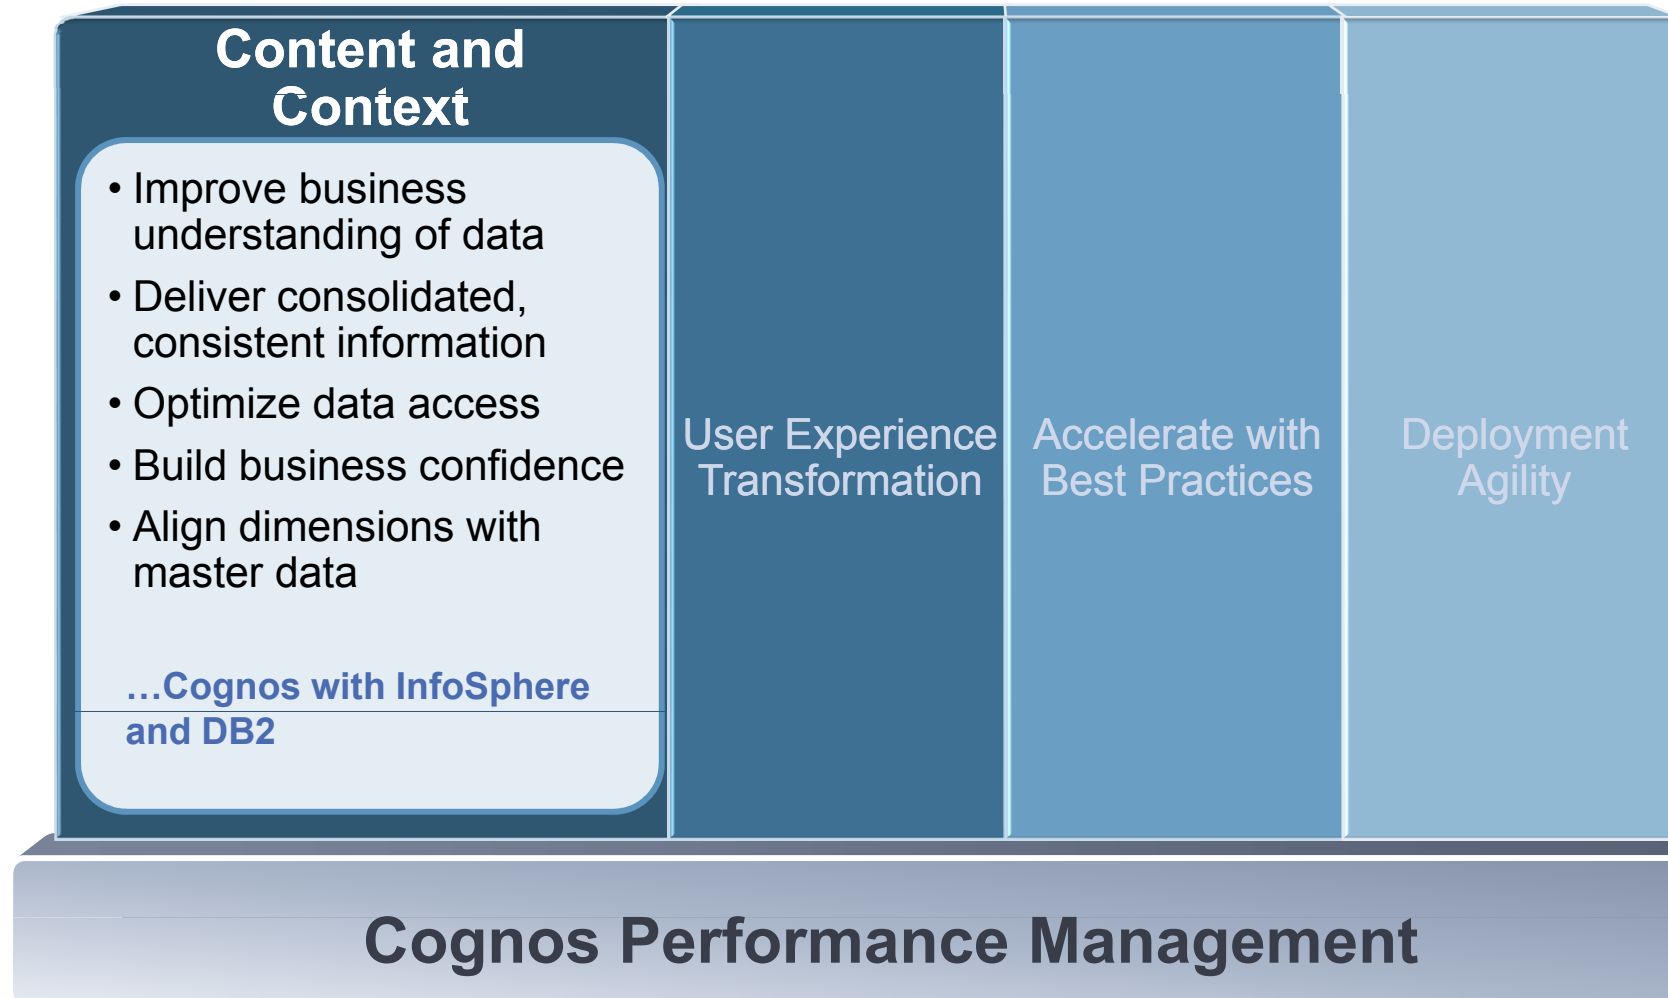 Content and
Context
• Improve business
understanding of data
• Deliver consolidated,
consistent information
• Optimize data access
• Build business confidence
• Align dimensions with
master data
…Cognos with InfoSphere
and DB2
User Experience
Transformation
Accelerate with
Best Practices
Deployment
Agility
Cognos Performance Management